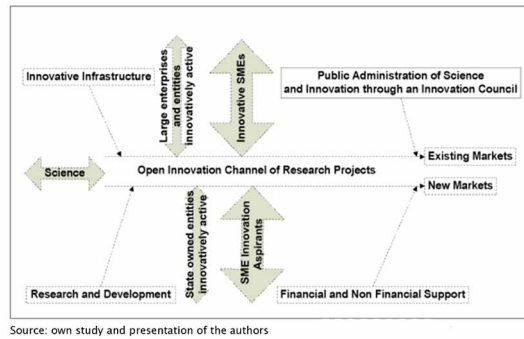 Innovative Infrastructure
Large enterprises
and entities
innovatively active
Innovative SMEs
Public Administration of Science
and Innovation through an Innovation Council
Science
Open Innovation Channel of Research Projects
Existing Markets
New Markets
State owned entities
innovatively active
SME Innovation
Aspirants
Research and Development
Financial and Non Financial Support
Source: own study and presentation of the authors